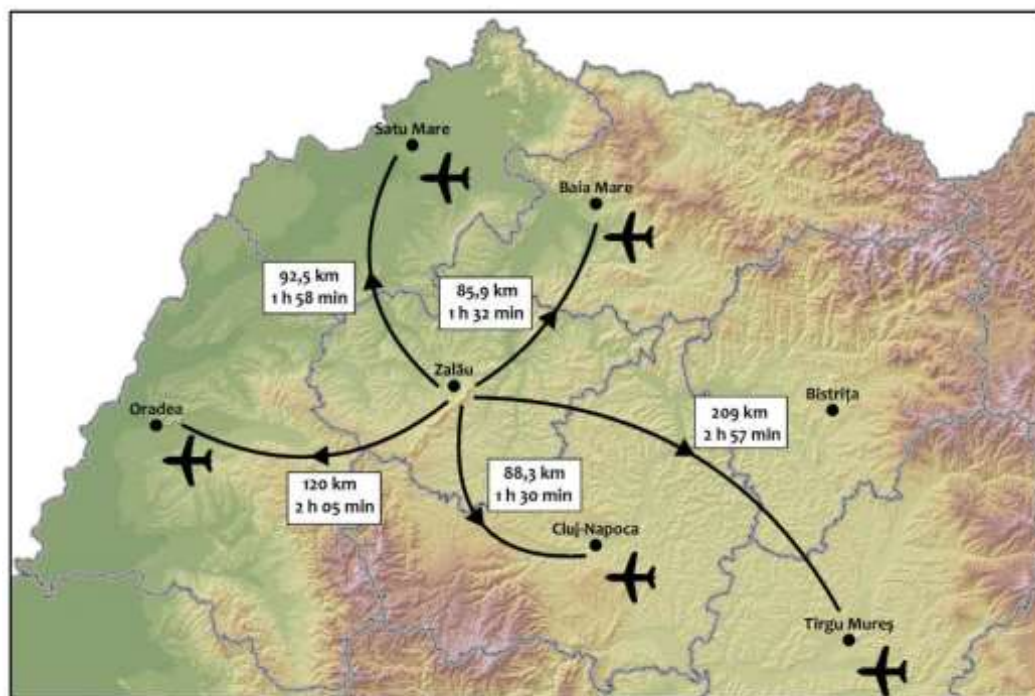 Satu Mare
Baia Mare
92,5 km
1 h 58 min
85,9 km
1 h 32 min
Zalău
Bistrița
Oradea
209 km
2 h 57 min
88,3 km
1 h 30 min
120 km
2 h 05 min
Cluj-Napoca
Tîrgu Mureș